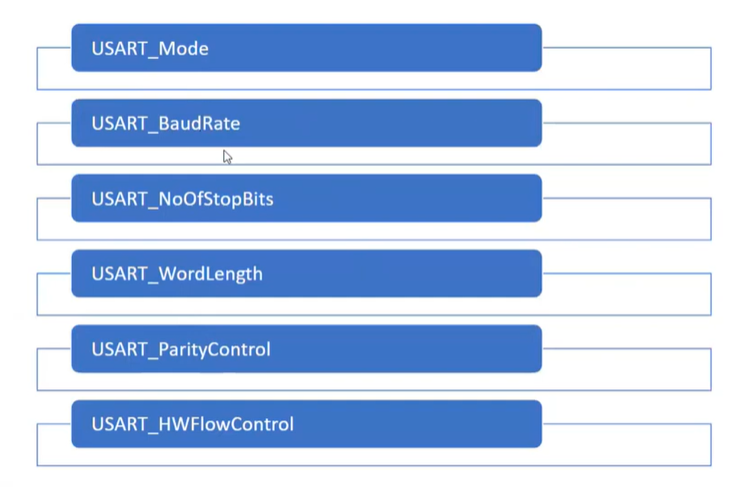 USART_Mode
USART_BaudRate
USART_NoOfStopBits
USART_WordLength
USART_ParityControl
USART_HWFlowControl